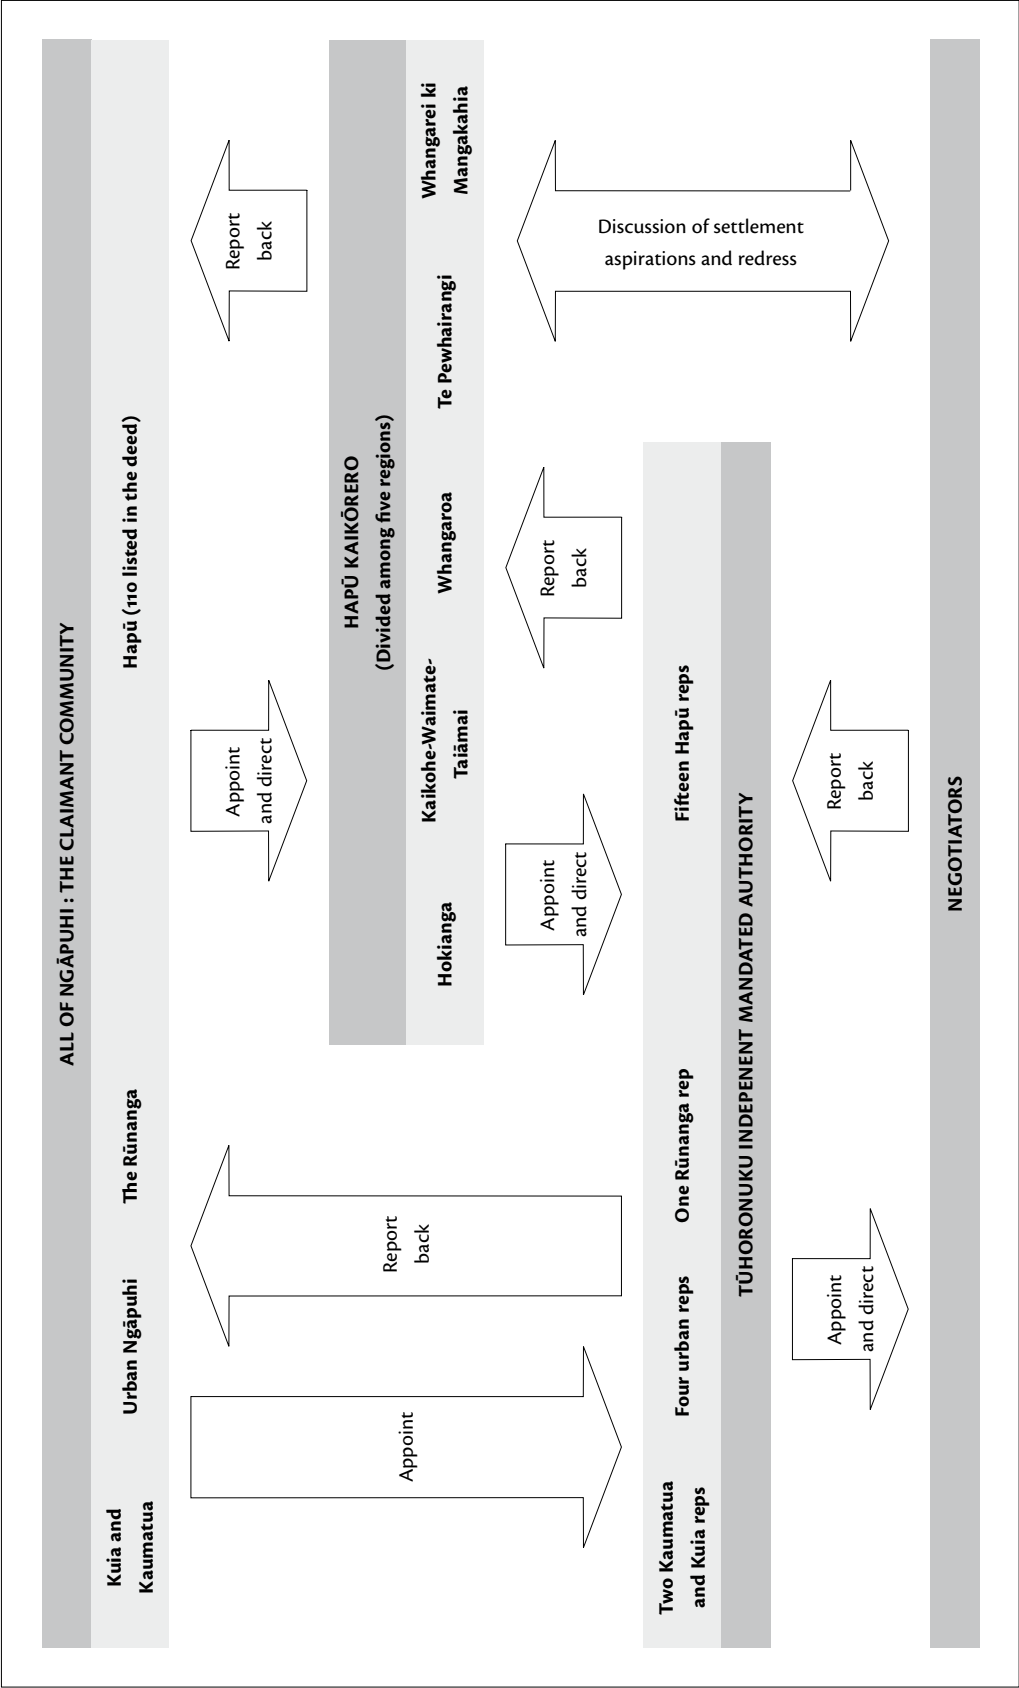 ALL OF NGĀPUHI : THE CLAIMANT COMMUNITY
Kuia and
Kaumatua
Urban Ngāpuhi
The Rūnanga
Hapū (110 listed in the deed)
Appoint
and direct
Report
back
HAPŪ KAIKŌRERO
(Divided among five regions)
Hokianga
Kaikohe-Waimate-
Taiāmai
Whangaroa
Te Pewhairangi
Whangarei ki
Mangakahia
Appoint
Report
back
Appoint
and direct
Report
back
Discussion of settlement
aspirations and redress
Two Kaumatua
and Kuia reps
Four urban reps
One Rūnanga rep
Fifteen Hapū reps
TŪHORONUKU INDEPENENT MANDATED AUTHORITY
Appoint
and direct
Report
back
NEGOTIATORS